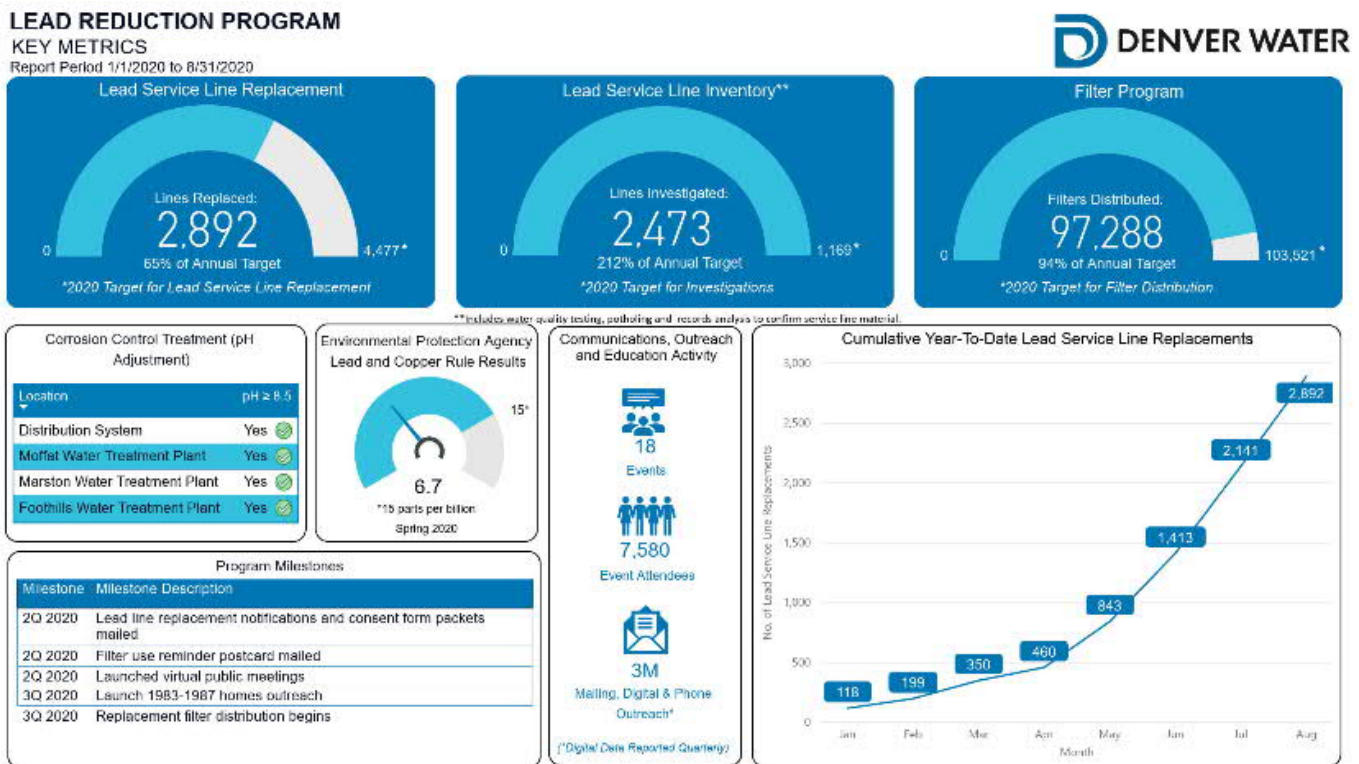 LEAD REDUCTION PROGRAM
KEY METRICS
Report Period 1/1/2020 to 8/31/2020
DENVER WATER
Lead Service Line Replacement
Lines Replaced:
2,892
0
4,477*
65% of Annual Target
*2020 Target for Lead Service Line Replacement
Lead Service Line Inventory**
Lines Investigated:
2,473
0
1,169*
212% of Annual Target
*2020 Target for Investigations
Filter Program
Filters Distributed:
97,288
0
103,521 *
94% of Annual Target
*2020 Target for Filter Distribution
**Includes water quality testing, potholing and records analysis to confirm service line material.
Corrosion Control Treatment (pH
Adjustment)
Location pH ≥ 8.5
Distribution System Yes
Moffat Water Treatment Plant Yes
Marston Water Treatment Plant Yes
Foothills Water Treatment Plant Yes
Environmental Protection Agency
Lead and Copper Rule Results
15*
6.7
*15 parts per billion
Spring 2020
Program Milestones
Milestone Milestone Description
2Q 2020 Lead line replacement notifications and consent form packets
mailed
2Q 2020 Filter use reminder postcard mailed
2Q 2020 Launched virtual public meetings
3Q 2020 Launch 1983-1987 homes outreach
3Q 2020 Replacement filter distribution begins
Communications, Outreach
and Education Activity
18
Events
7,580
Event Attendees
3M
Mailing, Digital & Phone
Outreach*
(*Digital Data Reported Quarterly)
Cumulative Year-To-Date Lead Service Line Replacements
No. of Lead Service Line Replacements
3,000
2,500
2,000
1,500
1,000
500
0
118
199
350
460
843
1,413
2,141
2,892
Jan Feb Mar Apr May Jun Jul Aug
Month